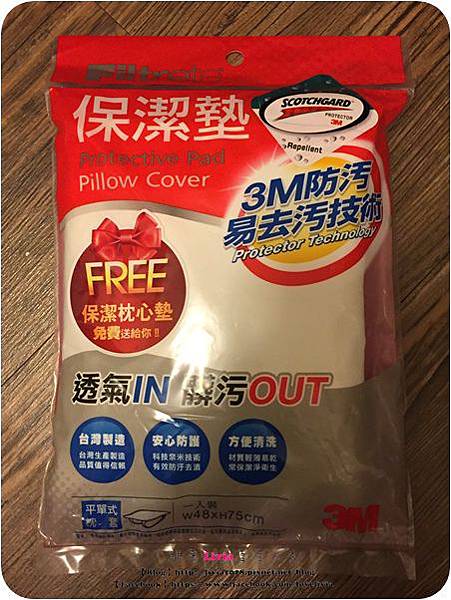 Filtrete
保潔墊
Protective Pad
Pillow Cover
SCOTCHGARD
PROTECTOR
3M
Repellent
3M防汚
易去汚技術
Protector Technology
FREE
保潔枕心墊
免費送給你!!
透氣IN 髒汚OUT
台灣製造
台灣生產製造
品質值得信賴
安心防護
科技奈米技術
有效防汙去漬
方便清洗
材質輕薄易乾
常保潔淨衛生
平單式
枕-套
一入裝
W48×H75cm
3M